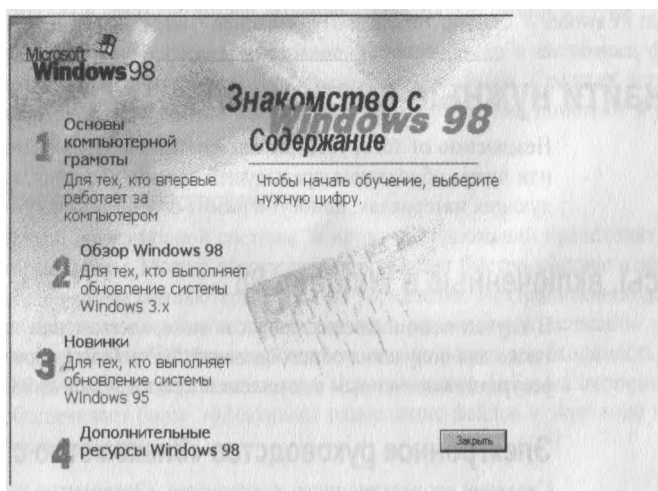 Microsoft
Windows98
Знакомство с
Windows 98
Содержание
Чтобы начать обучение, выберите
нужную цифру.
1
Основы
компьютерной
грамоты
Для тех, кто впервые
работает за
компьютером
2
Обзор Windows 98
Для тех, кто выполняет
обновление системы
Windows 3.x
3
Новинки
Для тех, кто выполняет
обновление системы
Windows 95
4
Дополнительные
ресурсы Windows 98
Закрыть